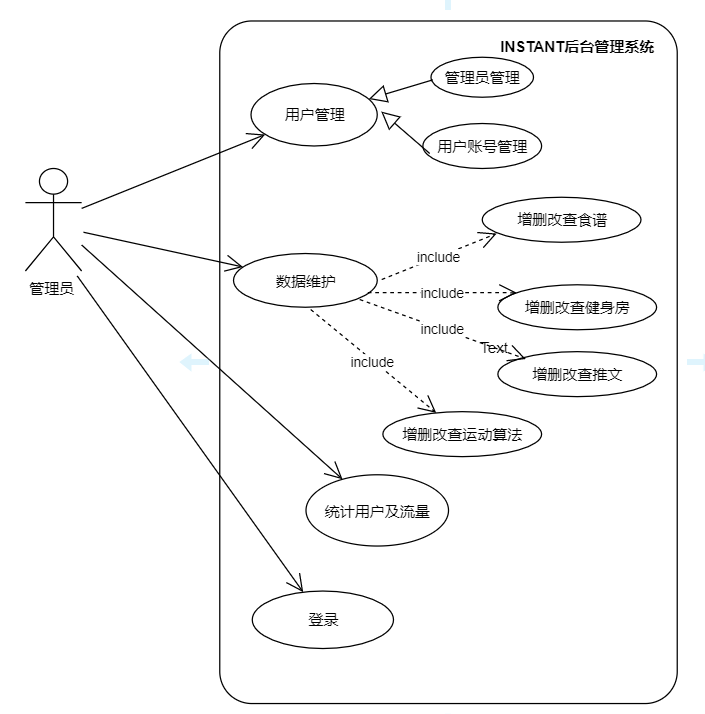 INSTANT后台管理系统
管理员管理
用户管理
用户账号管理
增删改查食谱
include
管理员
数据维护
include
增删改查健身房
include
Text
include
增删改查推文
增删改查运动算法
统计用户及流量
登录